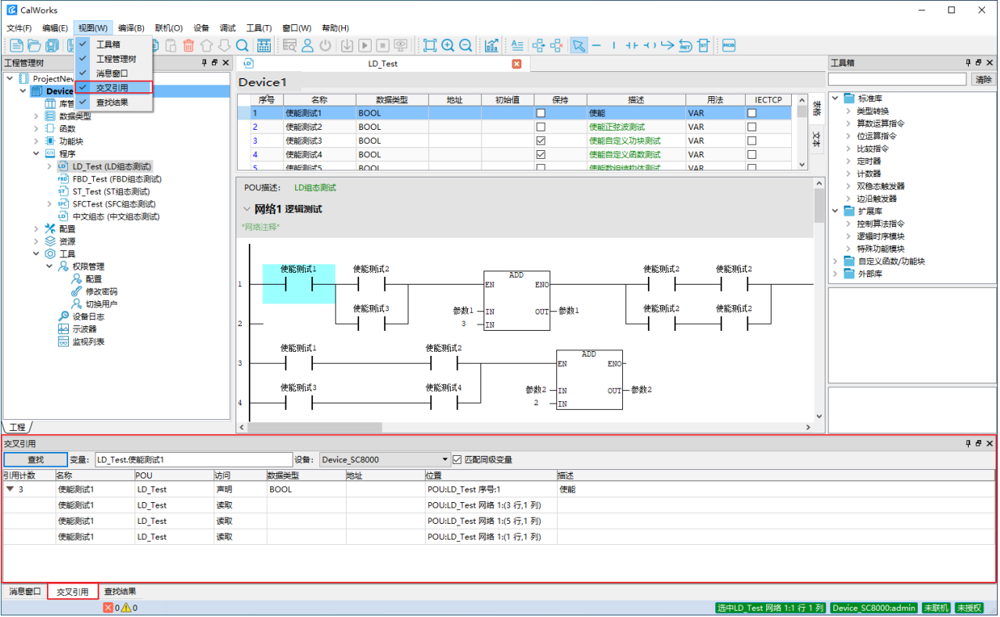 CalWorks
文件(F) 编辑(E) 视图(W) 编译(B) 联机(O) 设备 调试 工具(T) 窗口(W) 帮助(H)
工具箱
工程管理树
消息窗口
交叉引用
查找结果
工程管理树
ProjectNew
Device
库管
数据类型
函数
功能块
程序
LD_Test (LD组态测试)
FBD_Test (FBD组态测试)
ST_Test (ST组态测试)
SFCTest (SFC组态测试)
中文组态 (中文组态测试)
配置
资源
工具
权限管理
配置
修改密码
切换用户
设备日志
示波器
监视列表
工程
LD_Test
Device1
序号 名称 数据类型 地址 初始值 保持 描述 用法 IECTCP
1 使能测试1 BOOL 使能 VAR
2 使能测试2 BOOL 使能正弦波测试 VAR
3 使能测试3 BOOL 使能自定义功块测试 VAR
4 使能测试4 BOOL 使能自定义函数测试 VAR
5 使能测试5 BOOL 使能数组结构体测试 VAR
表格
文本
POU描述: LD组态测试
网络1 逻辑测试
*网络注释*
使能测试1 使能测试2 ADD 使能测试2 使能测试2
1 EN ENO
使能测试3 参数1 IN OUT 参数1 使能测试2 使能测试2
2 3 IN
使能测试1 使能测试2 ADD
3 EN ENO
使能测试3 使能测试4 参数2 IN OUT 参数2
4 2 IN
工具箱
清除
标准库
类型转换
算数运算指令
位运算指令
比较指令
定时器
计数器
双稳态触发器
边沿触发器
扩展库
控制算法指令
逻辑时序模块
特殊功能模块
自定义函数/功能块
外部库
交叉引用
查找 变量: LD_Test.使能测试1 设备: Device_SC8000 匹配同级变量
引用计数 名称 POU 访问 数据类型 地址 位置 描述
3 使能测试1 LD_Test 声明 BOOL POU:LD_Test 序号:1 使能
使能测试1 LD_Test 读取 POU:LD_Test 网络 1:(3 行,1 列)
使能测试1 LD_Test 读取 POU:LD_Test 网络 1:(5 行,1 列)
使能测试1 LD_Test 读取 POU:LD_Test 网络 1:(1 行,1 列)
消息窗口 交叉引用 查找结果
0 0 选中LD_Test 网络 1:1 行 1 列 Device_SC8000:admin 未联机 未授权